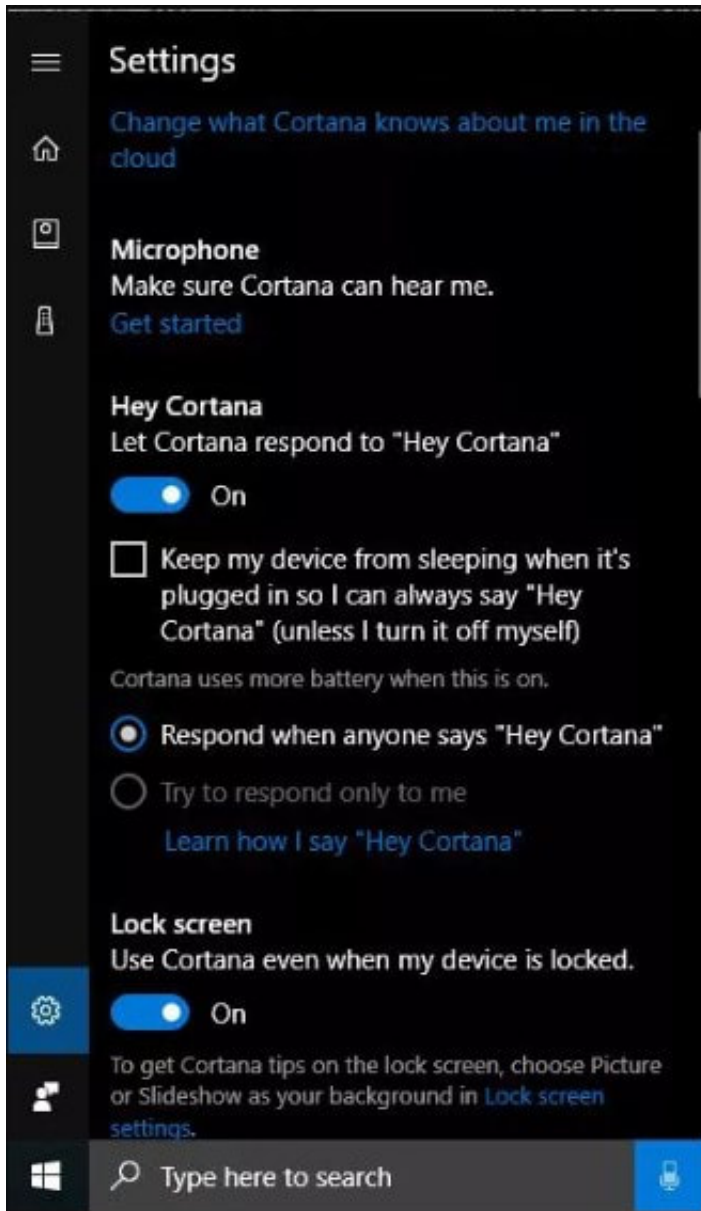 Settings
Change what Cortana knows about me in the
cloud
Microphone
Make sure Cortana can hear me.
Get started
Hey Cortana
Let Cortana respond to "Hey Cortana"
On
Keep my device from sleeping when it's
plugged in so I can always say "Hey
Cortana" (unless I turn it off myself)
Cortana uses more battery when this is on.
Respond when anyone says "Hey Cortana"
Try to respond only to me
Learn how I say "Hey Cortana"
Lock screen
Use Cortana even when my device is locked.
On
To get Cortana tips on the lock screen, choose Picture
or Slideshow as your background in Lock screen
settings.
Type here to search